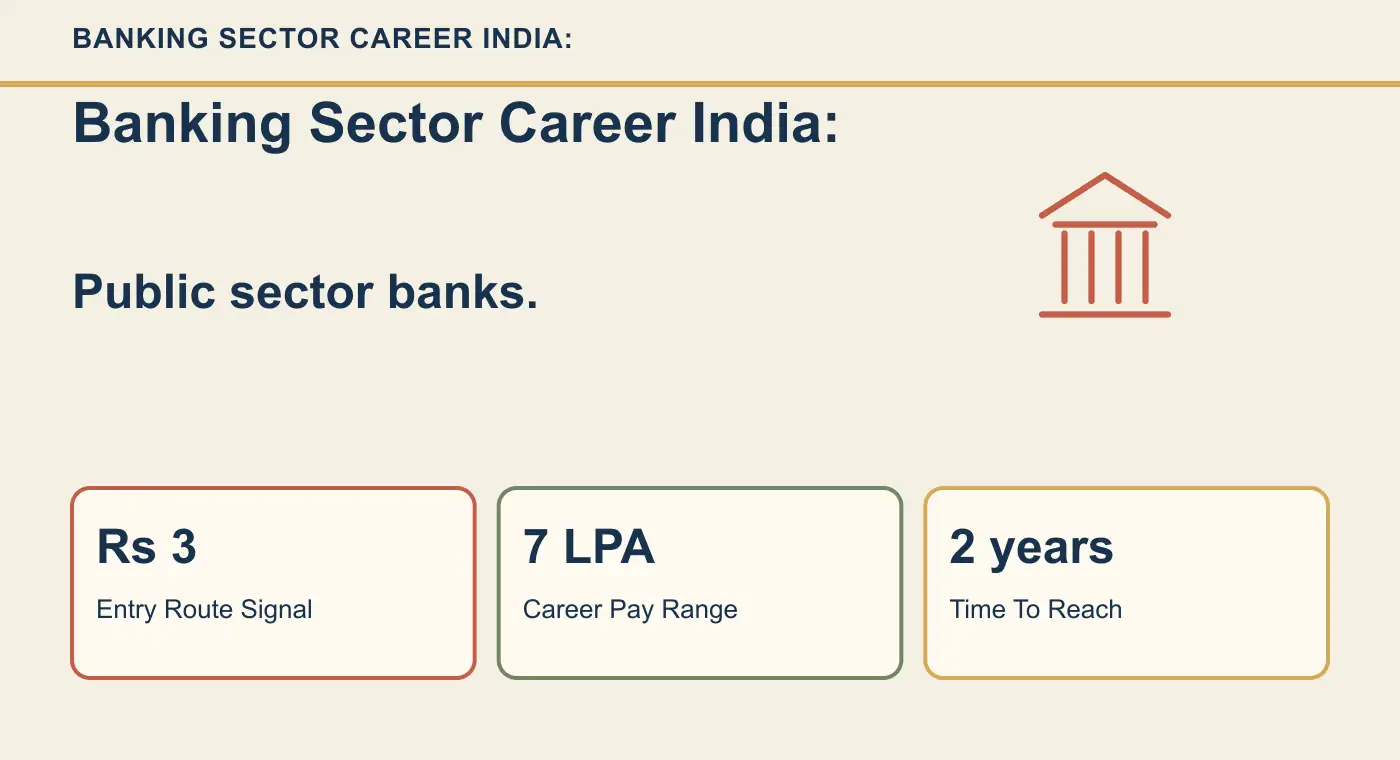 BANKING SECTOR CAREER INDIA:
Banking Sector Career India:
Public sector banks.
Rs 3
Entry Route Signal
7 LPA
Career Pay Range
2 years
Time To Reach